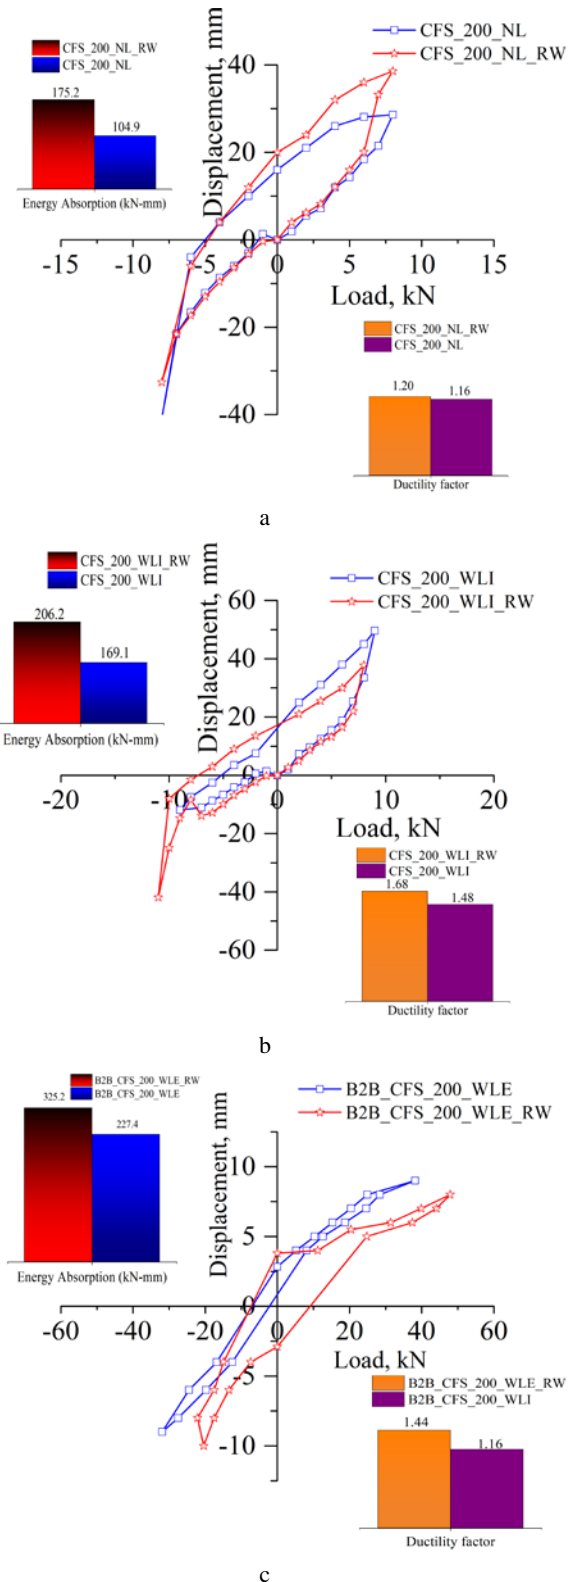 CFS_200_NL
CFS_200_NL_RW
CFS_200_NL_RW
CFS_200_NL
175.2
104.9
Energy Absorption (kN-mm)
Displacement, mm
40
20
0
-20
-40
-15
-10
-5
0
5
10
15
Load, kN
CFS_200_NL_RW
CFS_200_NL
1.20
1.16
Ductility factor
a
CFS_200_WLI_RW
CFS_200_WLI
206.2
169.1
Energy Absorption (kN-mm)
CFS_200_WLI
CFS_200_WLI_RW
Displacement, mm
60
40
20
0
-20
-40
-60
-20
-10
0
10
20
Load, kN
CFS_200_WLI_RW
CFS_200_WLI
1.68
1.48
Ductility factor
b
B2B_CFS_200_WLE_RW
B2B_CFS_200_WLE
325.2
227.4
Energy Absorption (kN-mm)
B2B_CFS_200_WLE
B2B_CFS_200_WLE_RW
Displacement, mm
10
5
0
-5
-10
-60
-40
-20
0
20
40
60
Load, kN
B2B_CFS_200_WLE_RW
B2B_CFS_200_WLI
1.44
1.16
Ductility factor
c